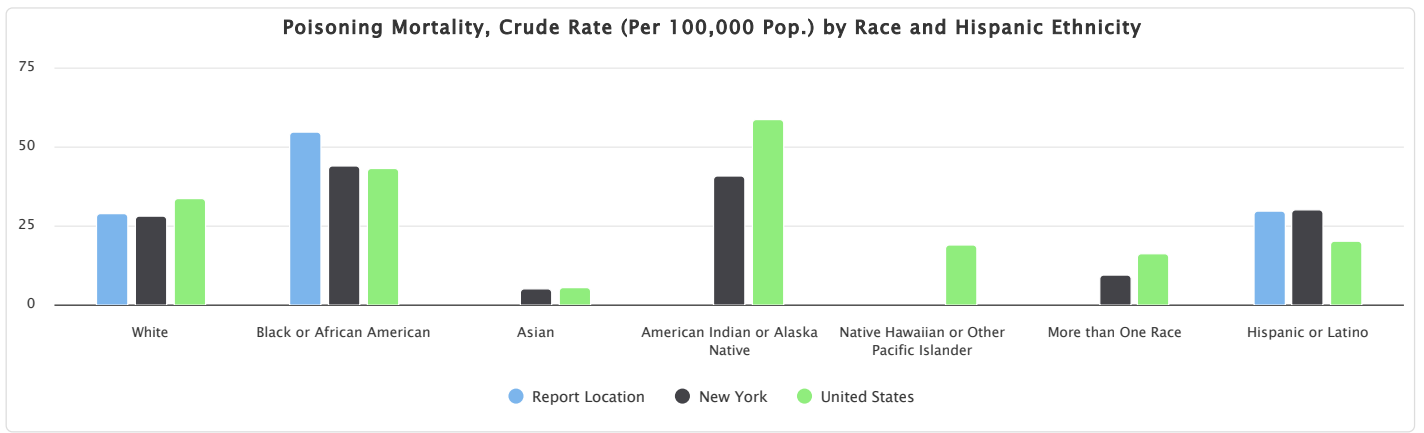 Poisoning Mortality, Crude Rate (Per 100,000 Pop.) by Race and Hispanic Ethnicity
75
50
25
0
White
Black or African American
Asian
American Indian or Alaska
Native
Native Hawaiian or Other
Pacific Islander
More than One Race
Hispanic or Latino
Report Location
New York
United States